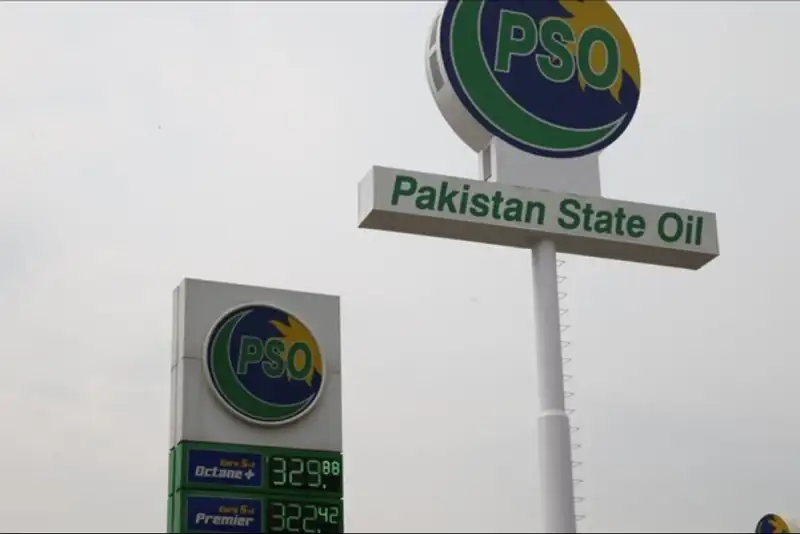 PSO
Pakistan State Oil
PSO
Euro 5
Octane+ 329.88
Euro 5
Premier 322.42